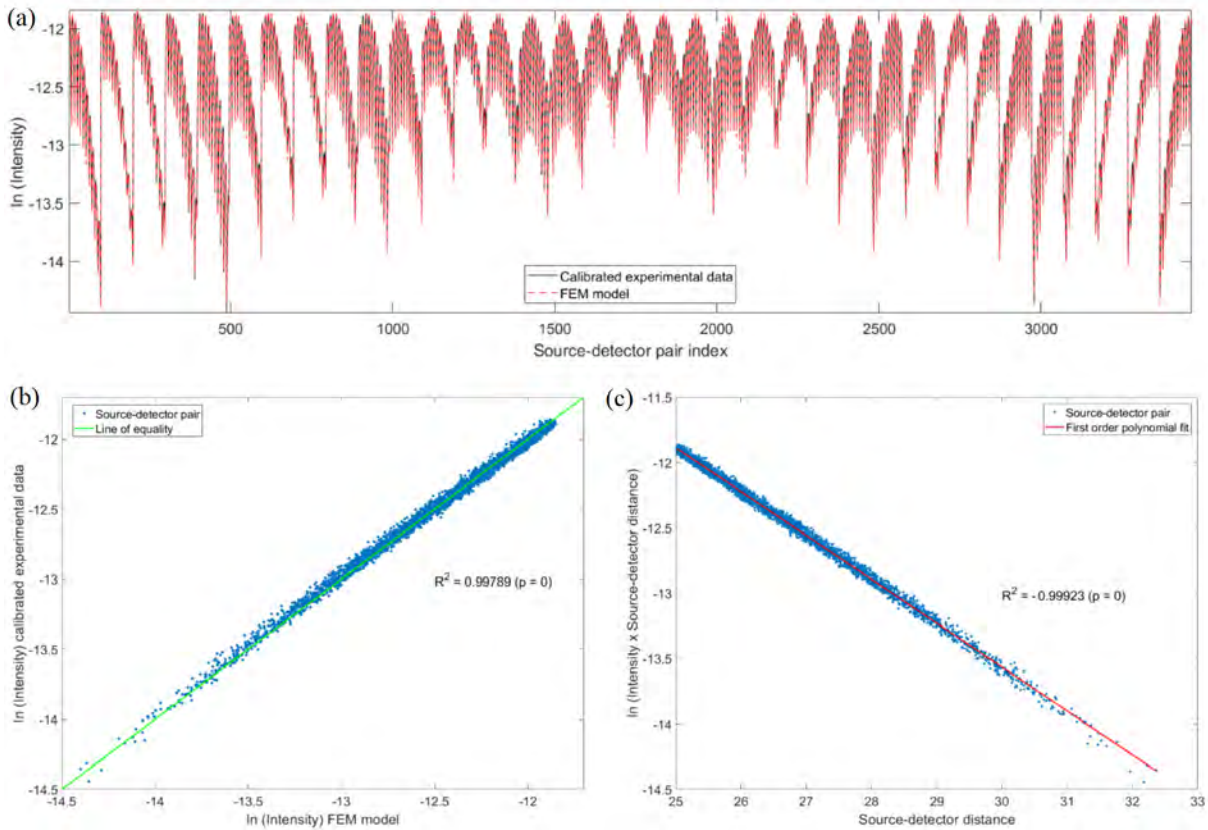 (a)
-12
-12.5
-13
-13.5
-14
ln (Intensity)
Calibrated experimental data
FEM model
500
1000
1500
2000
2500
3000
Source-detector pair index
(b)
Source-detector pair
Line of equality
-12
-12.5
-13
-13.5
-14
-14.5
ln (Intensity) calibrated experimental data
R² = 0.99789 (p = 0)
-14.5
-14
-13.5
-13
-12.5
-12
ln (Intensity) FEM model
(c)
Source-detector pair
First order polynomial fit
-11.5
-12
-12.5
-13
-13.5
-14
-14.5
ln (Intensity x Source-detector distance)
R² = -0.99923 (p = 0)
25
26
27
28
29
30
31
32
33
Source-detector distance